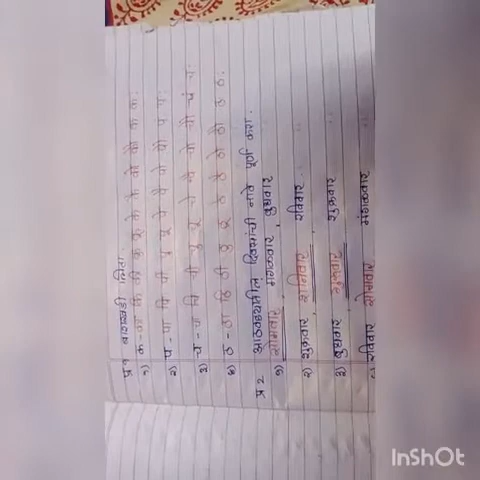 प्र १ बाराखडी लिहा.
१) क का कि की कु कू के कै को कौ कं कः
२) प - पा पि पी पु पू पे पै पो पौ पं पः
३) च - चा चि ची चु चू चे चै चो चौ चं चः
४) ठ - ठा ठि ठी ठु ठू ठे ठै ठो ठौ ठं ठः
प्र २ आठवड्यातील दिवसांची नावे पूर्ण करा.
१) सोमवार, मंगळवार, बुधवार
२) शुक्रवार, शनिवार, रविवार
३) बुधवार गुरूवार शुक्रवार
रविवार सोमवार मंगळवार
InShOt